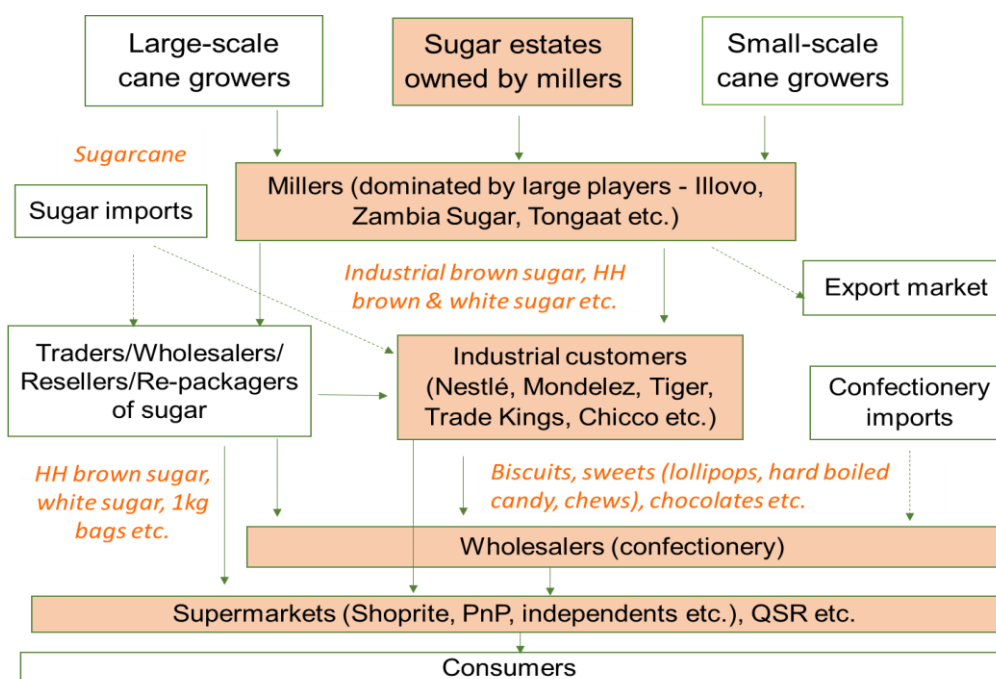 Large-scale
cane growers
Sugar estates
owned by millers
Small-scale
cane growers
Sugarcane
Millers (dominated by large players - Illovo,
Zambia Sugar, Tongaat etc.)
Sugar imports
Industrial brown sugar, HH
brown & white sugar etc.
Export market
Traders/Wholesalers/
Resellers/Re-packagers
of sugar
Industrial customers
(Nestlé, Mondelez, Tiger,
Trade Kings, Chicco etc.)
Confectionery
imports
HH brown sugar,
white sugar, 1kg
bags etc.
Biscuits, sweets (lollipops, hard boiled
candy, chews), chocolates etc.
Wholesalers (confectionery)
Supermarkets (Shoprite, PnP, independents etc.), QSR etc.
Consumers